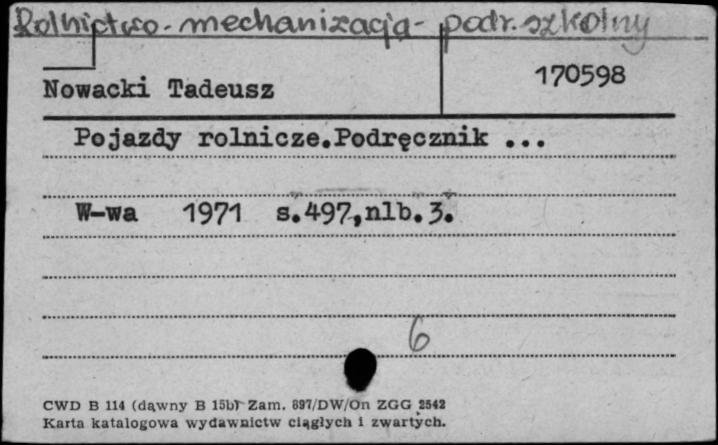 Rolnictwo - mechanizacja - podr. szkolny
170598
Nowacki Tadeusz
Pojazdy rolnicze.Podręcznik ...
W-wa 1971 s.497,nlb.3.
6
CWD B 114 (dawny B 15b) Zam. 897/DW/On ZGG 2542
Karta katalogowa wydawnictw ciągłych i zwartych.